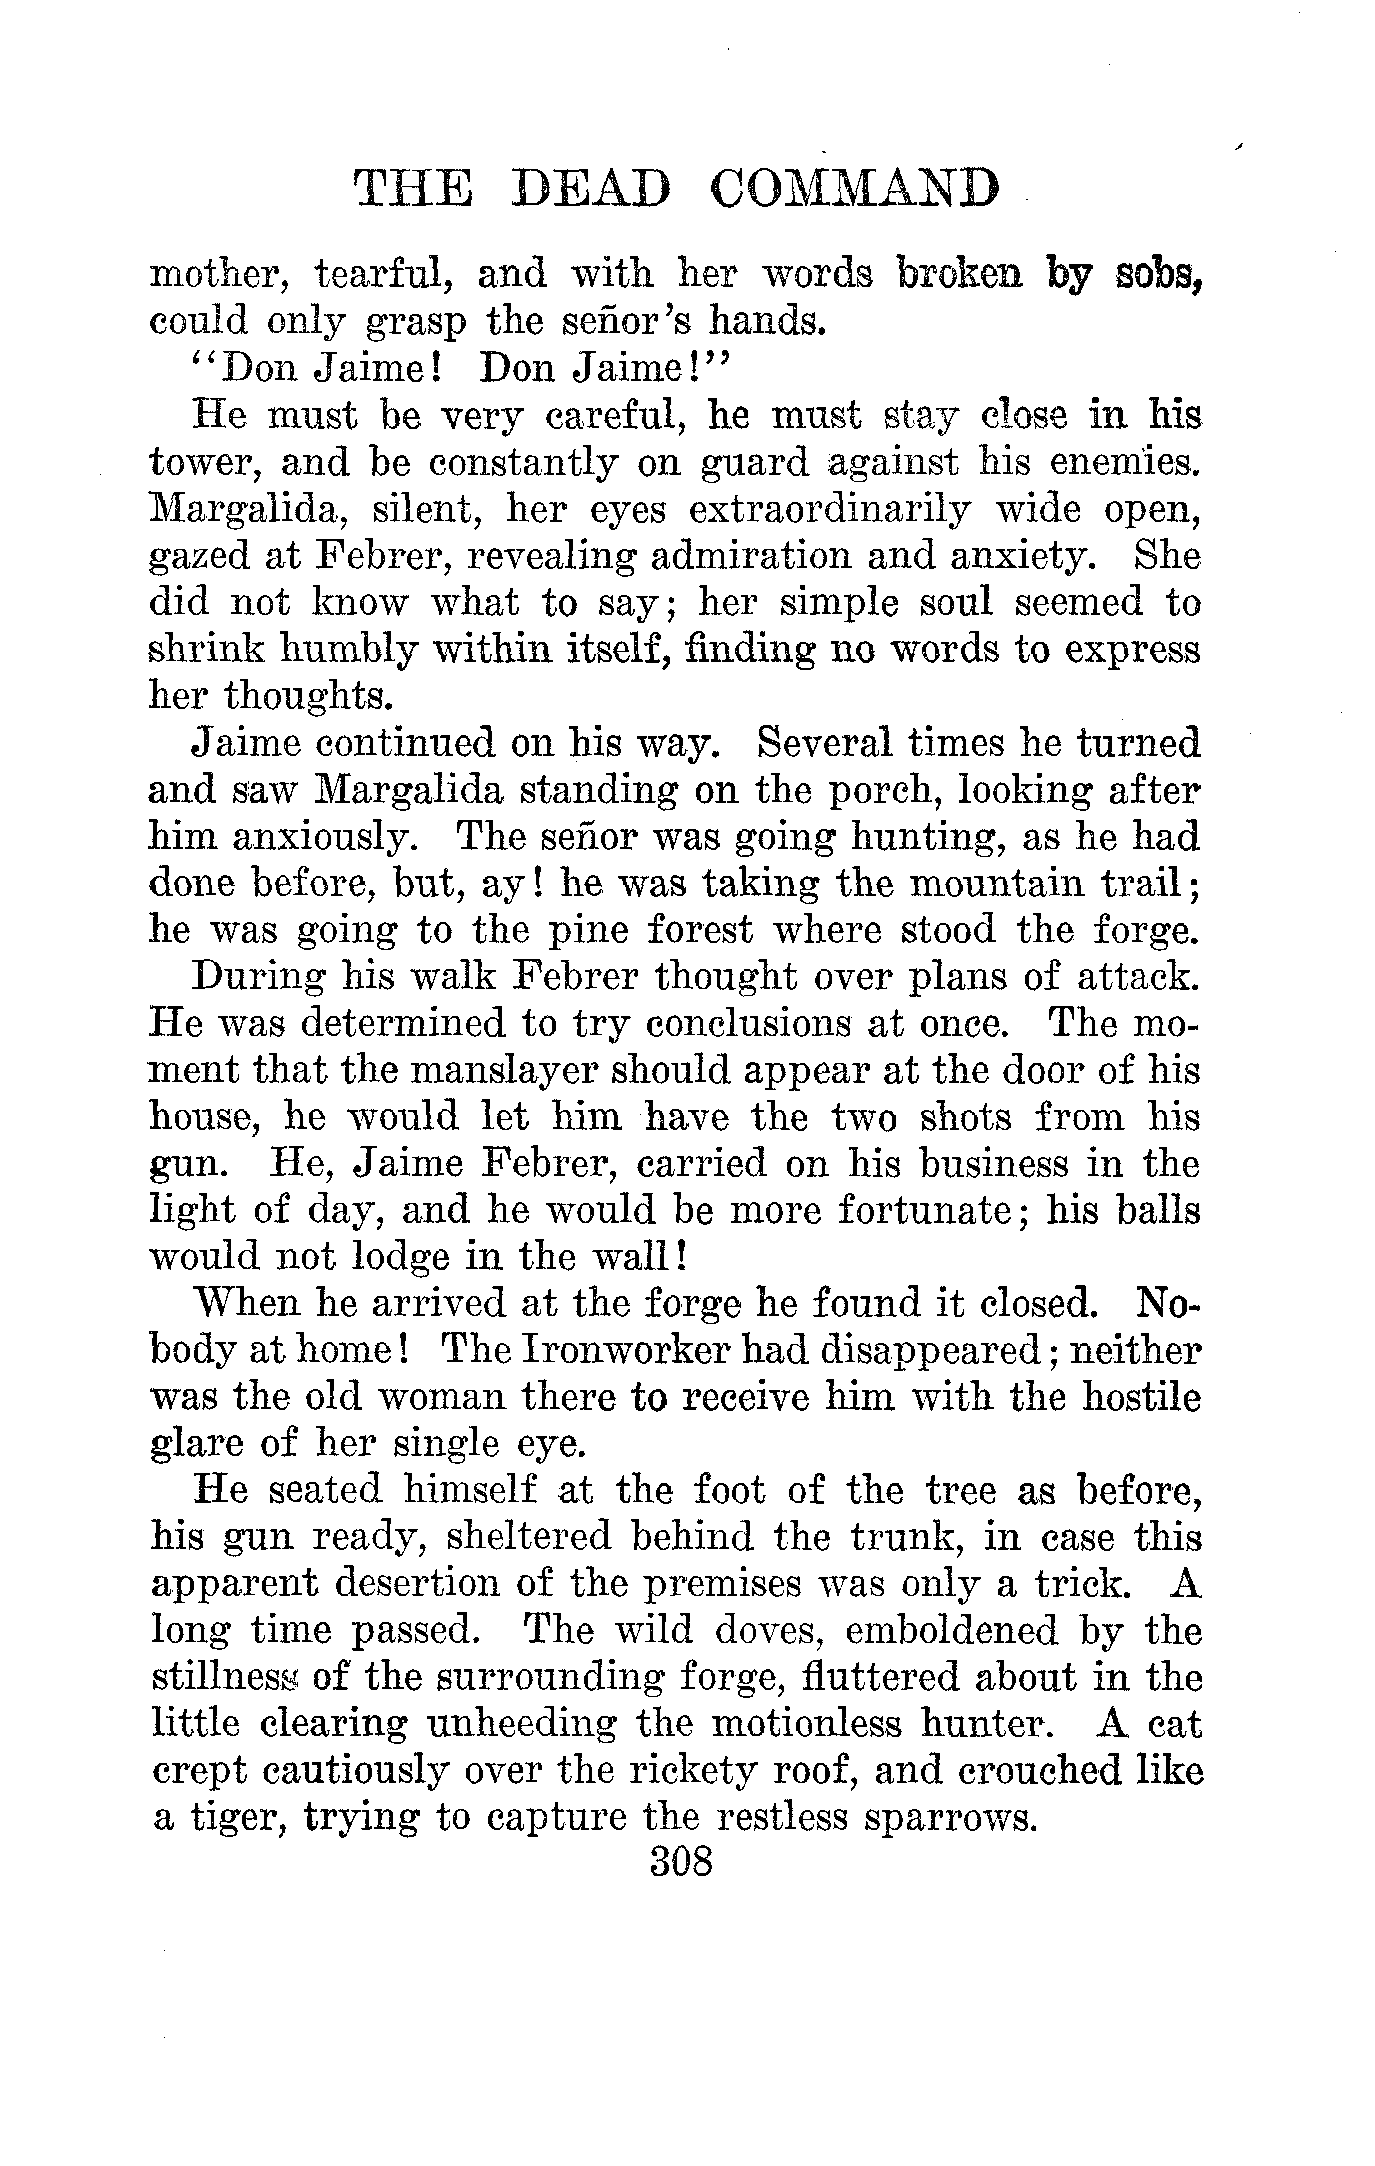 THE DEAD COMMAND
mother, tearful, and with her words broken by sobs,
could only grasp the señor's hands.
"Don Jaime! Don Jaime!"
He must be very careful, he must stay close in his
tower, and be constantly on guard against his enemies.
Margalida, silent, her eyes extraordinarily wide open,
gazed at Febrer, revealing admiration and anxiety. She
did not know what to say; her simple soul seemed to
shrink humbly within itself, finding no words to express
her thoughts.
Jaime continued on his way. Several times he turned
and saw Margalida standing on the porch, looking after
him anxiously. The señor was going hunting, as he had
done before, but, ay! he was taking the mountain trail;
he was going to the pine forest where stood the forge.
During his walk Febrer thought over plans of attack.
He was determined to try conclusions at once. The mo-
ment that the manslayer should appear at the door of his
house, he would let him have the two shots from his
gun. He, Jaime Febrer, carried on his business in the
light of day, and he would be more fortunate; his balls
would not lodge in the wall!
When he arrived at the forge he found it closed. No-
body at home! The Ironworker had disappeared; neither
was the old woman there to receive him with the hostile
glare of her single eye.
He seated himself at the foot of the tree as before,
his gun ready, sheltered behind the trunk, in case this
apparent desertion of the premises was only a trick. A
long time passed. The wild doves, emboldened by the
stillness of the surrounding forge, fluttered about in the
little clearing unheeding the motionless hunter. A cat
crept cautiously over the rickety roof, and crouched like
a tiger, trying to capture the restless sparrows.
308